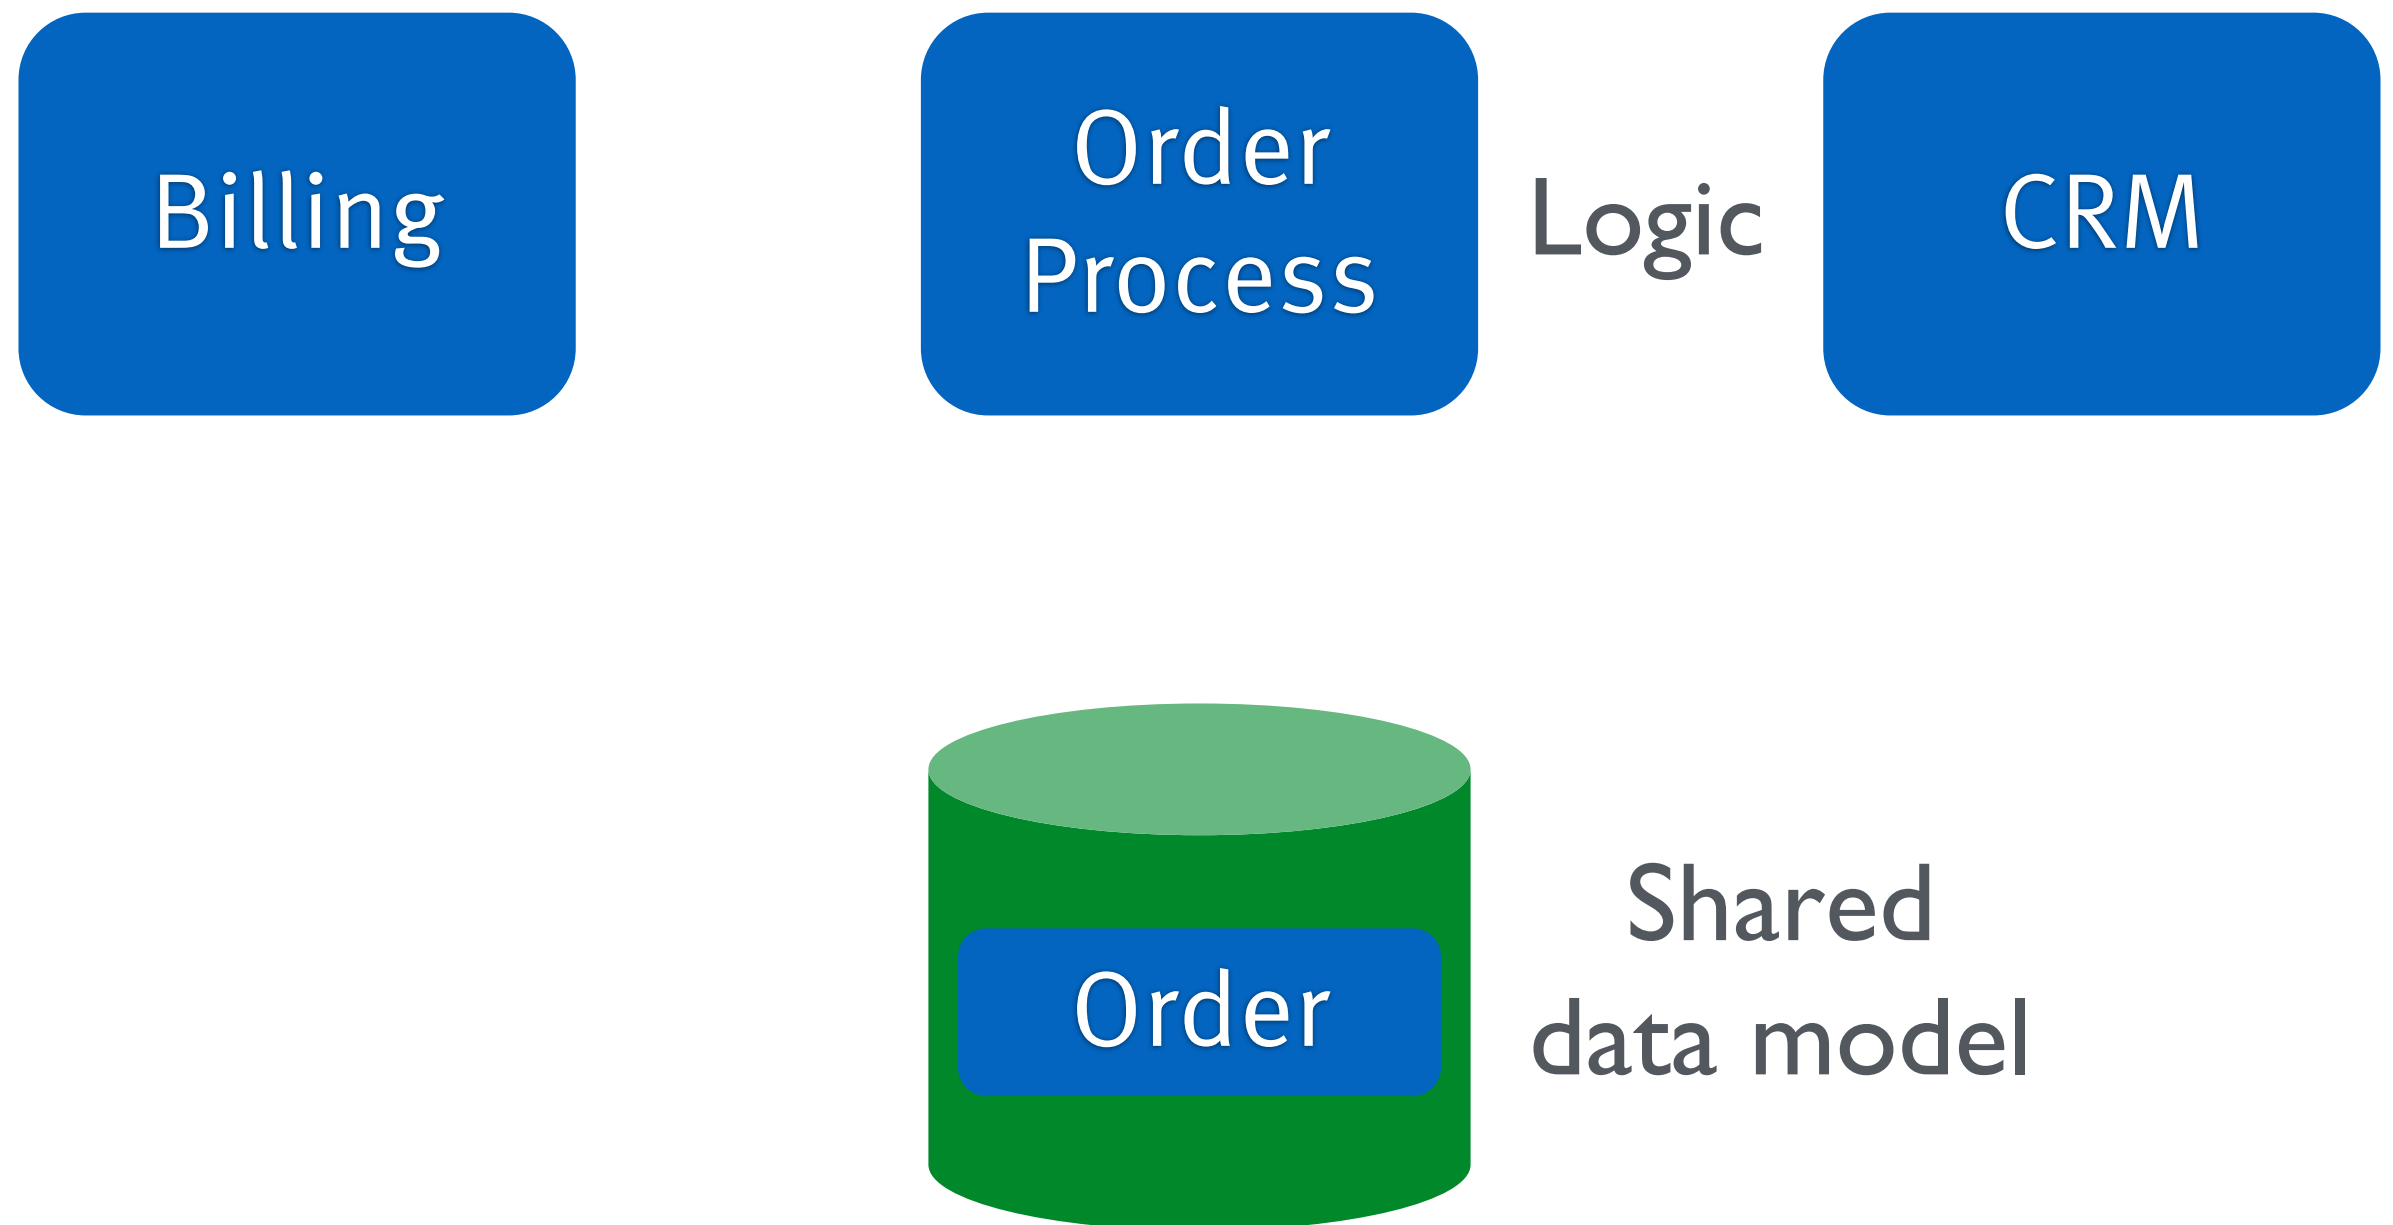 Billing
Order
Process
Logic
CRM
Order
Shared
data model